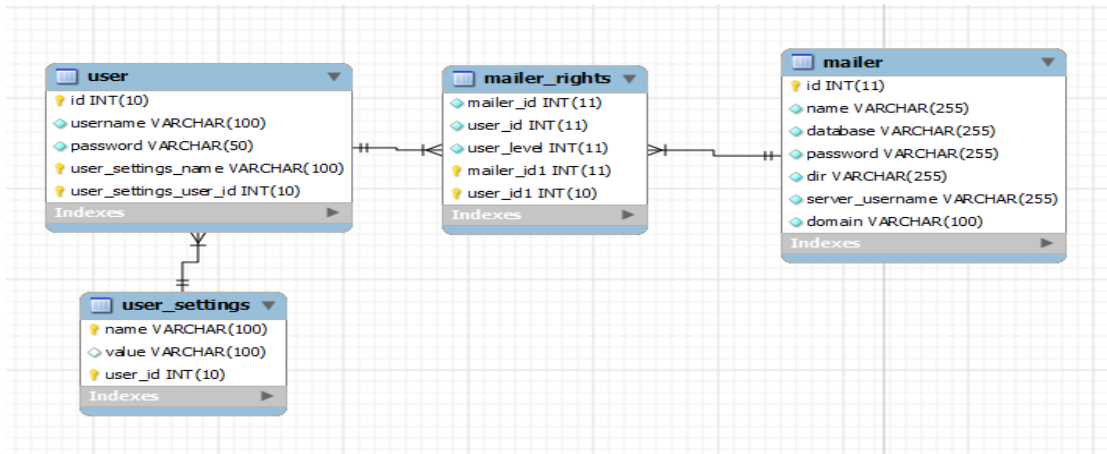 user
id INT(10)
username VARCHAR(100)
password VARCHAR(50)
user_settings_name VARCHAR(100)
user_settings_user_id INT(10)
Indexes
mailer_rights
mailer_id INT(11)
user_id INT(11)
user_level INT(11)
mailer_id1 INT(11)
user_id1 INT(10)
Indexes
mailer
id INT(11)
name VARCHAR(255)
database VARCHAR(255)
password VARCHAR(255)
dir VARCHAR(255)
server_username VARCHAR(255)
domain VARCHAR(100)
Indexes
user_settings
name VARCHAR(100)
value VARCHAR(100)
user_id INT(10)
Indexes